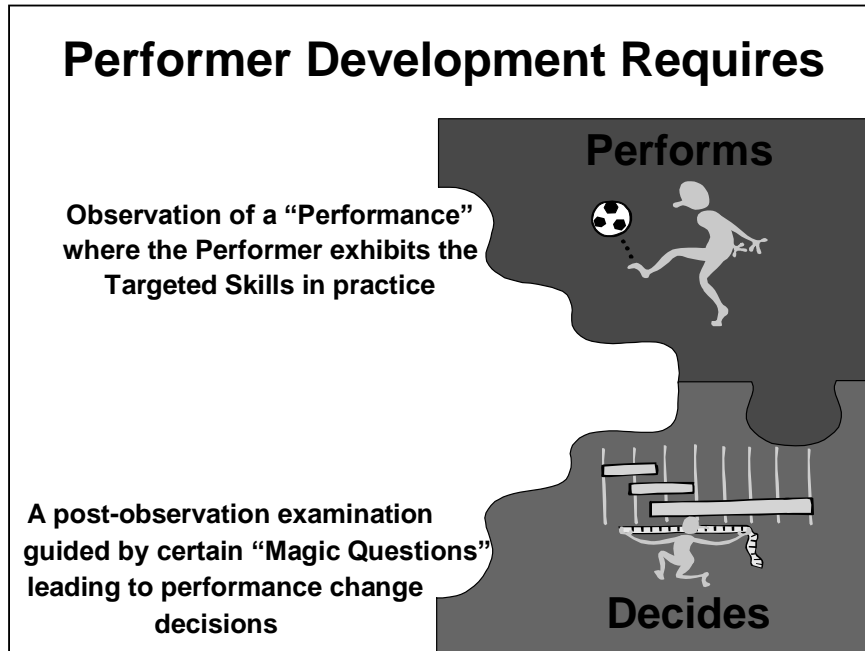 Performer Development Requires
Performs
Observation of a “Performance”
where the Performer exhibits the
Targeted Skills in practice
A post-observation examination
guided by certain “Magic Questions”
leading to performance change
decisions
Decides